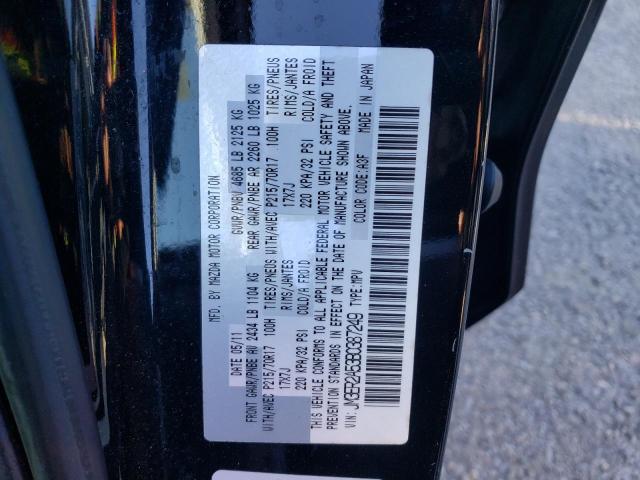 MFD. BY MAZDA MOTOR CORPORATION
DATE 05/11 GVWR/PNBV 4685 LB 2125 KG
FRONT GAWR/PNBE AV 2434 LB 1104 KG REAR GAWR/PNBE AR 2260 LB 1025 KG
WITH/AVEC P215/70R17 100H TIRES/PNEUS WITH/AVEC P215/70R17 100H TIRES/PNEUS
17X7J RIMS/JANTES 17X7J RIMS/JANTES
220 KPA/32 PSI COLD/A FROID 220 KPA/32 PSI COLD/A FROID
THIS VEHICLE CONFORMS TO ALL APPLICABLE FEDERAL MOTOR VEHICLE SAFETY AND THEFT
PREVENTION STANDARDS IN EFFECT ON THE DATE OF MANUFACTURE SHOWN ABOVE.
VIN: JM3ER2A53B0387249 TYPE:MPV COLOR CODE:A3F MADE IN JAPAN